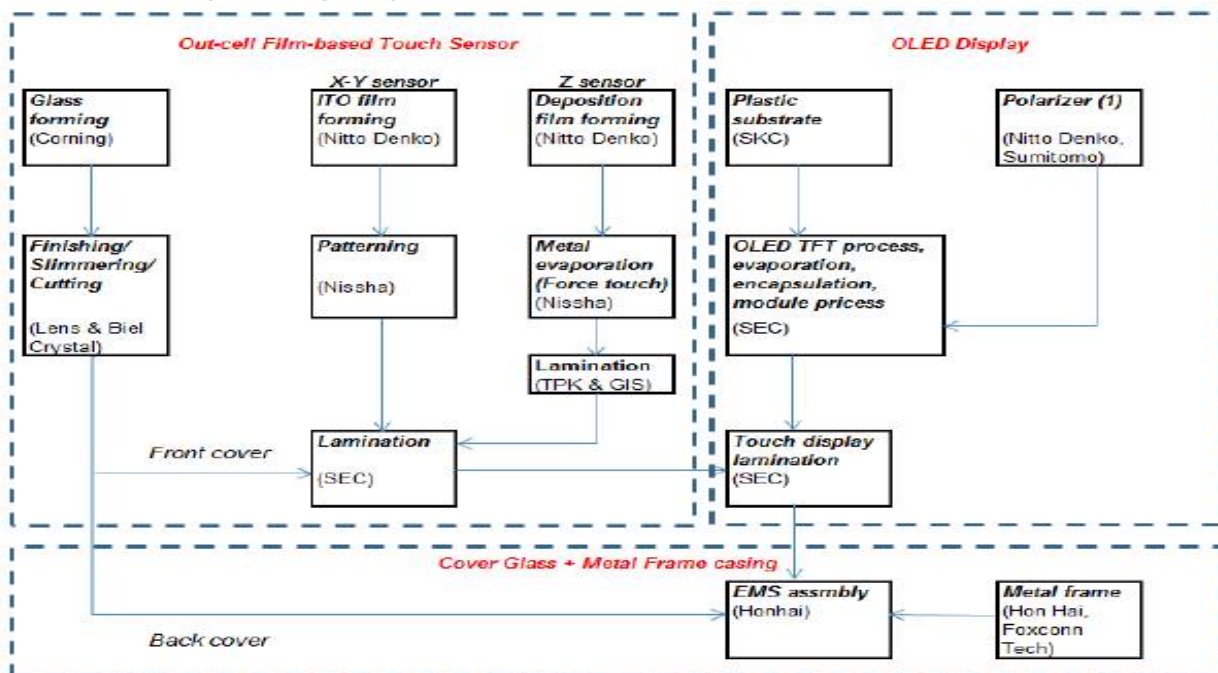 Out-cell Film-based Touch Sensor
OLED Display
X-Y sensor
Z sensor
Glass
forming
(Corning)
ITO film
forming
(Nitto Denko)
Deposition
film forming
(Nitto Denko)
Plastic
substrate
(SKC)
Polarizer (1)
(Nitto Denko,
Sumitomo)
Finishing/
Slimmering/
Cutting
(Lens & Biel
Crystal)
Patterning
(Nissha)
Metal
evaporation
(Force touch)
(Nissha)
OLED TFT process,
evaporation,
encapsulation,
module pricess
(SEC)
Lamination
(TPK & GIS)
Front cover
Lamination
(SEC)
Touch display
lamination
(SEC)
Cover Glass + Metal Frame casing
EMS assmbly
(Honhai)
Metal frame
(Hon Hai,
Foxconn
Tech)
Back cover